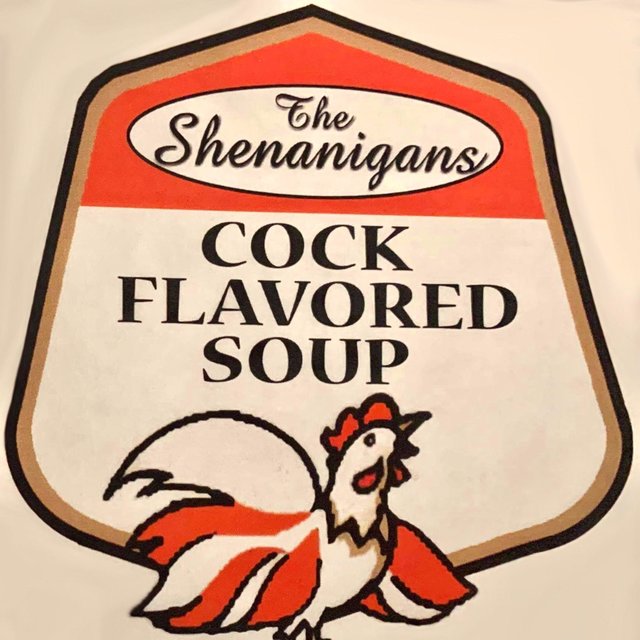 The
Shenanigans
COCK
FLAVORED
SOUP